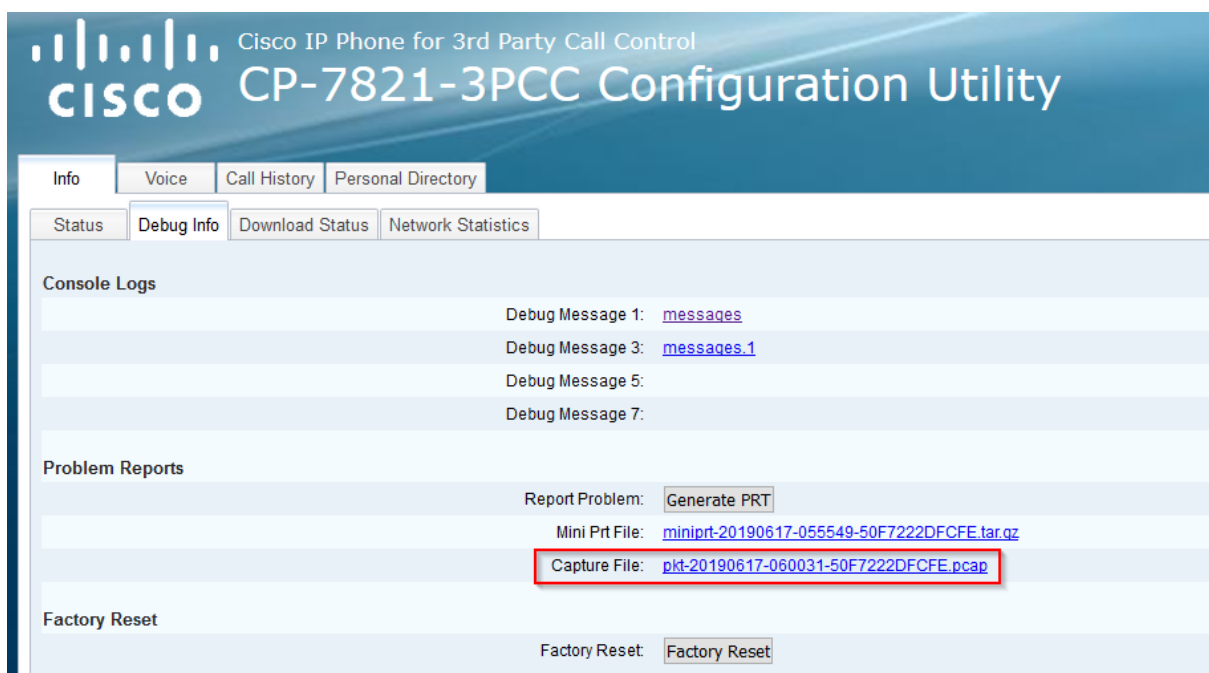 Cisco IP Phone for 3rd Party Call Control
CISCO CP-7821-3PCC Configuration Utility
Info Voice Call History Personal Directory
Status Debug Info Download Status Network Statistics
Console Logs
Debug Message 1: messages
Debug Message 3: messages.1
Debug Message 5:
Debug Message 7:
Problem Reports
Report Problem: Generate PRT
Mini Prt File: miniprt-20190617-055549-50F7222DFCFE.tar.gz
Capture File: pkt-20190617-060031-50F7222DFCFE.pcap
Factory Reset
Factory Reset: Factory Reset